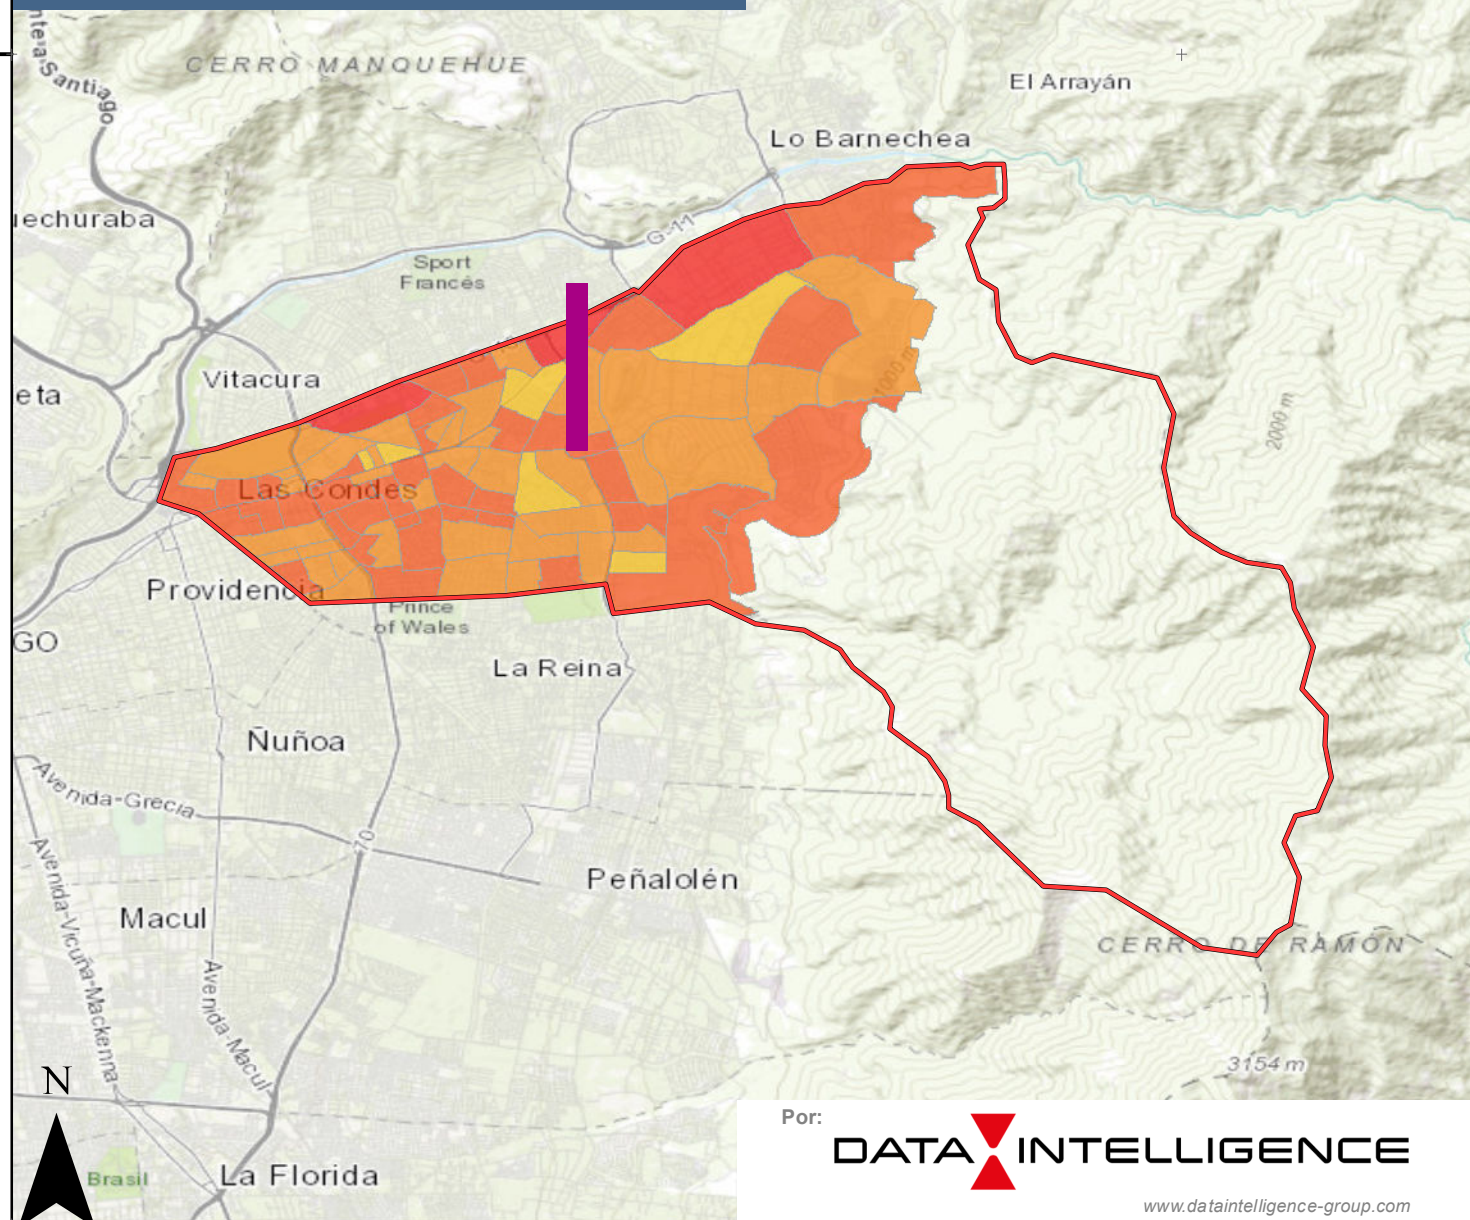 Santiago
CERRO MANQUEHUE
El Arrayán
Lo Barnechea
echuraba
G-11
Sport
Francés
Vitacura
eta
1000 m
2000 m
Las Condes
Providencia
Prince
of Wales
GO
La Reina
Ñuñoa
Avenida-Grecia
70
Peñalolén
Avenida-Vicuña-Mackenna
Macul
CERRO DE RAMÓN
Avenida-Macul
3154 m
N
Por:
DATA INTELLIGENCE
Brasil
La Florida
www.dataintelligence-group.com